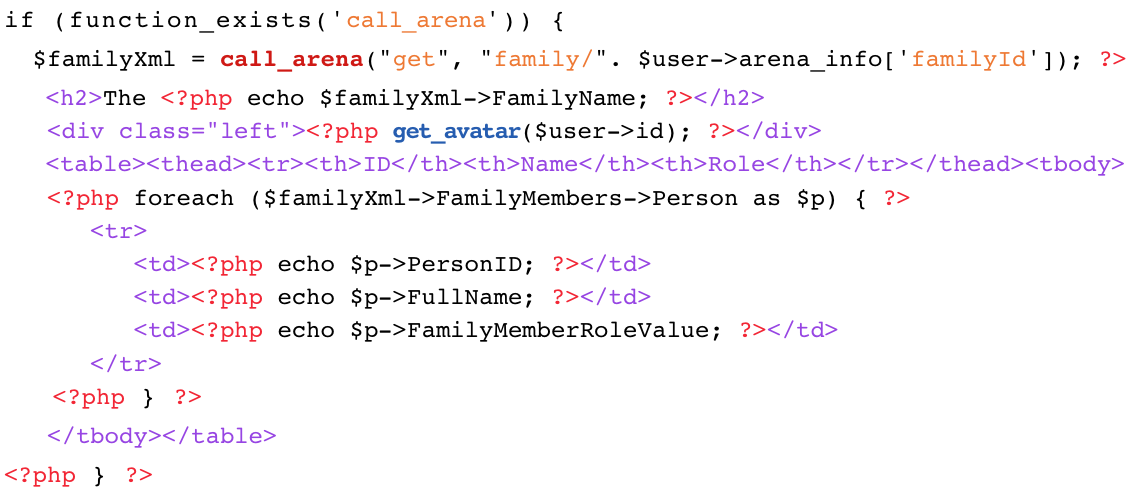 if (function_exists('call_arena')) {
$familyXml = call_arena("get", "family/". $user->arena_info['familyId']); ?>
<h2>The <?php echo $familyXml->FamilyName; ?></h2>
<div class="left"><?php get_avatar($user->id); ?></div>
<table><thead><tr><th>ID</th><th>Name</th><th>Role</th></tr></thead><tbody>
<?php foreach ($familyXml->FamilyMembers->Person as $p) { ?>
<tr>
<td><?php echo $p->PersonID; ?></td>
<td><?php echo $p->FullName; ?></td>
<td><?php echo $p->FamilyMemberRoleValue; ?></td>
</tr>
<?php } ?>
</tbody></table>
<?php } ?>